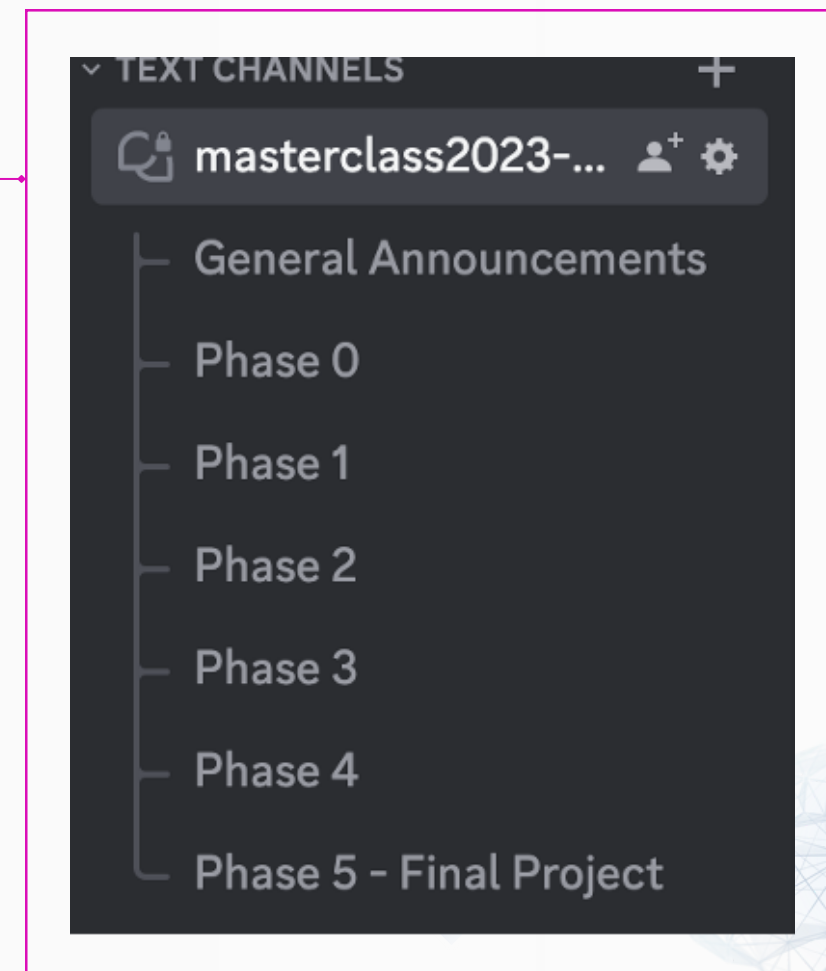 TEXT CHANNELS
masterclass2023-...
General Announcements
Phase 0
Phase 1
Phase 2
Phase 3
Phase 4
Phase 5 - Final Project